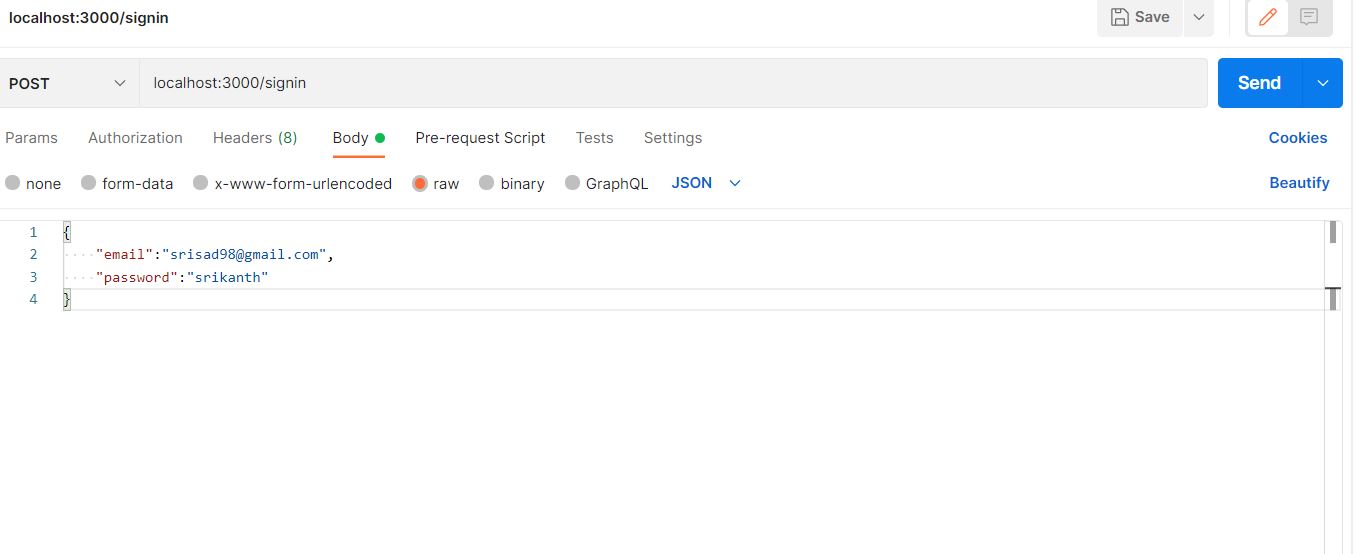 localhost:3000/signin
Save
POST
localhost:3000/signin
Send
Params Authorization Headers (8) Body Pre-request Script Tests Settings Cookies
none form-data x-www-form-urlencoded raw binary GraphQL JSON Beautify
1 {
2 "email":"srisad98@gmail.com",
3 "password":"srikanth"
4 }